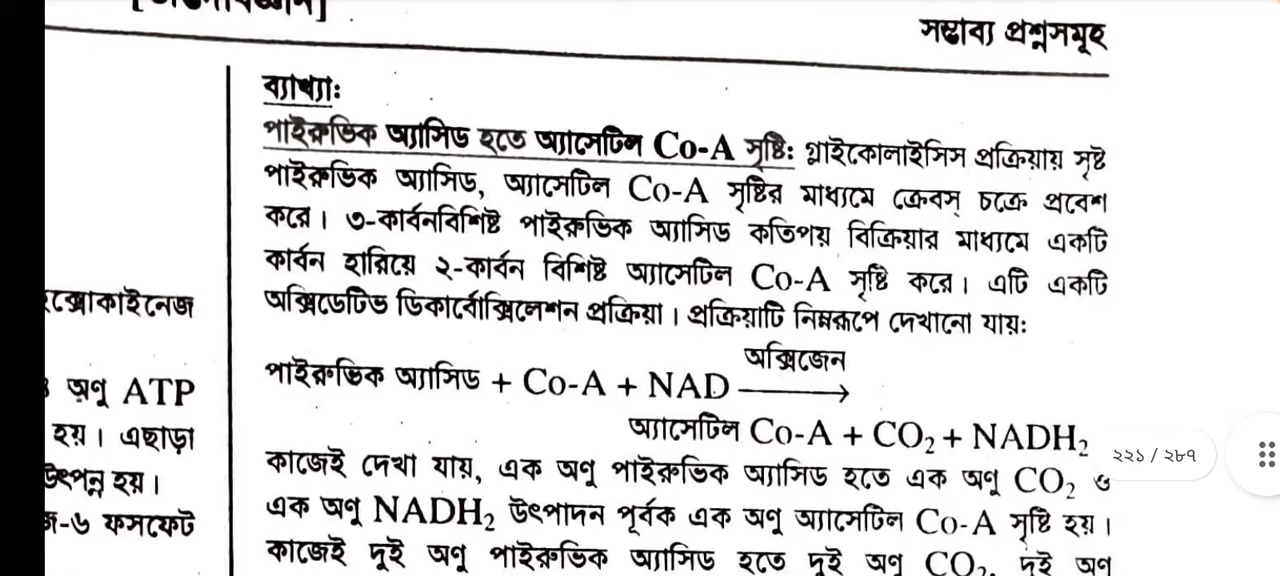 সম্ভাব্য প্রশ্নসমূহ
ব্যাখ্যাঃ
পাইরুভিক অ্যাসিড হতে অ্যাসেটিল Co-A সৃষ্টি: গ্লাইকোলাইসিস প্রক্রিয়ায় সৃষ্ট
পাইরুভিক অ্যাসিড, অ্যাসেটিল Co-A সৃষ্টির মাধ্যমে ক্রেবস্ চক্রে প্রবেশ
করে। ৩-কার্বনবিশিষ্ট পাইরুভিক অ্যাসিড কতিপয় বিক্রিয়ার মাধ্যমে একটি
কার্বন হারিয়ে ২-কার্বন বিশিষ্ট অ্যাসেটিল Co-A সৃষ্টি করে। এটি একটি
অক্সিডেটিভ ডিকার্বোক্সিলেশন প্রক্রিয়া। প্রক্রিয়াটি নিম্নরূপে দেখানো যায়ঃ
অক্সিজেন
পাইরুভিক অ্যাসিড + Co-A + NAD ⟶
অ্যাসেটিল Co-A + CO₂ + NADH₂
কাজেই দেখা যায়, এক অণু পাইরুভিক অ্যাসিড হতে এক অণু CO₂ ও
এক অণু NADH₂ উৎপাদন পূর্বক এক অণু অ্যাসেটিল Co-A সৃষ্টি হয়।
কাজেই দুই অণু পাইরুভিক অ্যাসিড হতে দুই অণু CO₂, দুই অণু
অণু ATP
হয়। এছাড়া
উৎপন্ন হয়।
-৬ ফসফেট
২২১ / ২৮৭